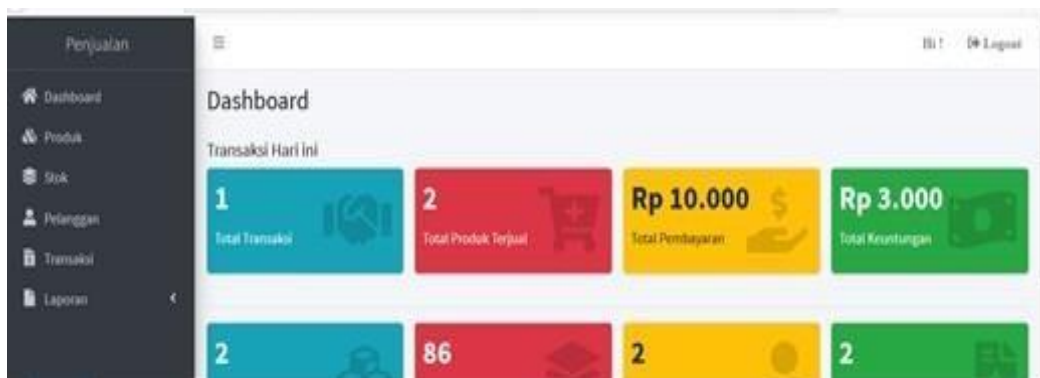 Penjualan
Hi ! Logout
Dashboard
Produk
Stok
Pelanggan
Transaksi
Laporan
Dashboard
Transaksi Hari ini
1
Total Transaksi
2
Total Produk Terjual
Rp 10.000
Total Pembayaran
Rp 3.000
Total Keuntungan
2
86
2
2